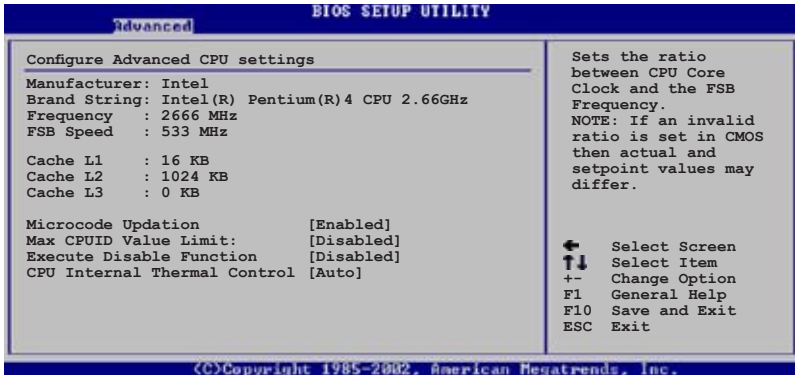 BIOS SETUP UTILITY
Advanced
Configure Advanced CPU settings
Manufacturer: Intel
Brand String: Intel(R) Pentium(R)4 CPU 2.66GHz
Frequency : 2666 MHz
FSB Speed : 533 MHz
Cache L1 : 16 KB
Cache L2 : 1024 KB
Cache L3 : 0 KB
Microcode Updation [Enabled]
Max CPUID Value Limit: [Disabled]
Execute Disable Function [Disabled]
CPU Internal Thermal Control [Auto]
Sets the ratio
between CPU Core
Clock and the FSB
Frequency.
NOTE: If an invalid
ratio is set in CMOS
then actual and
setpoint values may
differ.
← Select Screen
↑↓ Select Item
+- Change Option
F1 General Help
F10 Save and Exit
ESC Exit
(C)Copyright 1985-2002, American Megatrends, Inc.